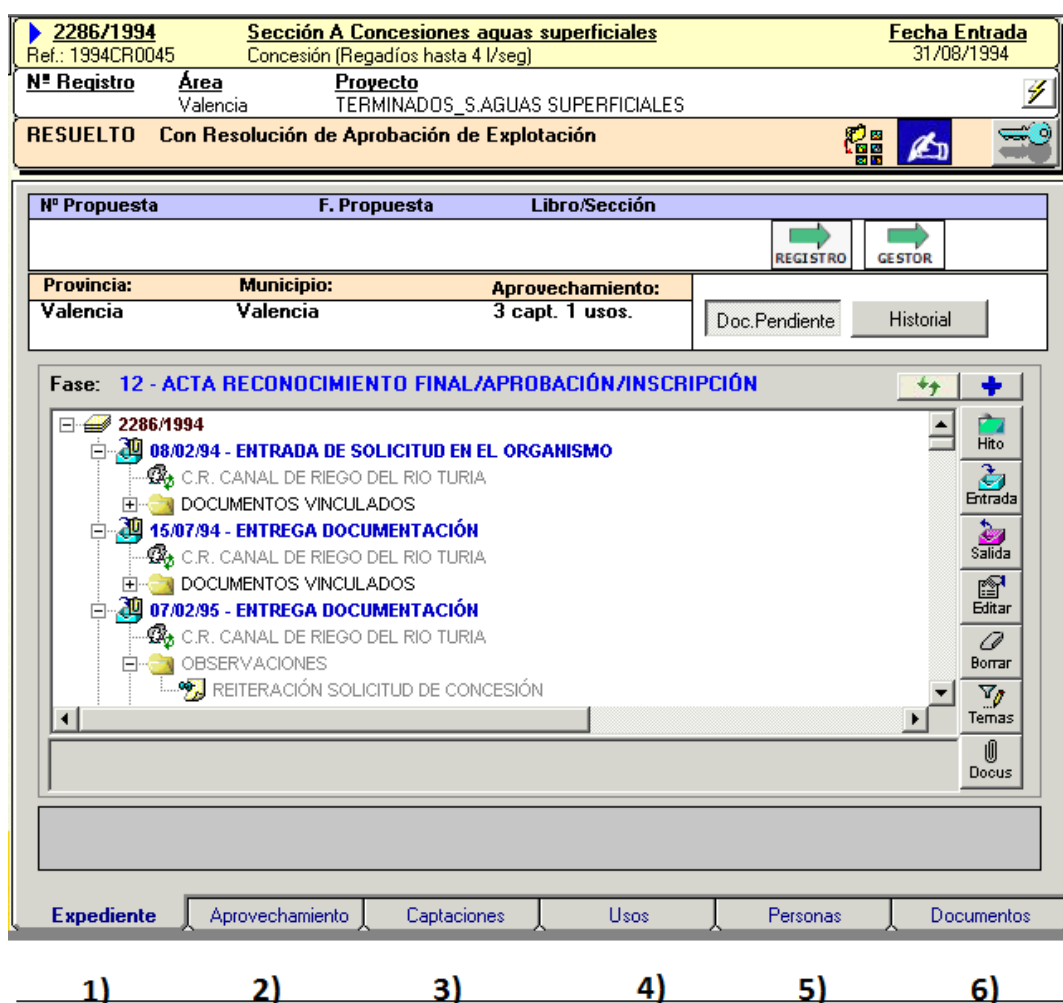 2286/1994 Sección A Concesiones aguas superficiales Fecha Entrada
Ref.: 1994CR0045 Concesión (Regadíos hasta 4 l/seg) 31/08/1994
Nº Registro Área Proyecto
Valencia TERMINADOS_S.AGUAS SUPERFICIALES
RESUELTO Con Resolución de Aprobación de Explotación
Nº Propuesta F. Propuesta Libro/Sección
REGISTRO GESTOR
Provincia: Municipio: Aprovechamiento:
Valencia Valencia 3 capt. 1 usos.
Doc.Pendiente Historial
Fase: 12 - ACTA RECONOCIMIENTO FINAL/APROBACIÓN/INSCRIPCIÓN
2286/1994
08/02/94 - ENTRADA DE SOLICITUD EN EL ORGANISMO
C.R. CANAL DE RIEGO DEL RIO TURIA
DOCUMENTOS VINCULADOS
15/07/94 - ENTREGA DOCUMENTACIÓN
C.R. CANAL DE RIEGO DEL RIO TURIA
DOCUMENTOS VINCULADOS
07/02/95 - ENTREGA DOCUMENTACIÓN
C.R. CANAL DE RIEGO DEL RIO TURIA
OBSERVACIONES
REITERACIÓN SOLICITUD DE CONCESIÓN
Hito
Entrada
Salida
Editar
Borrar
Temas
Docus
Expediente Aprovechamiento Captaciones Usos Personas Documentos
1) 2) 3) 4) 5) 6)